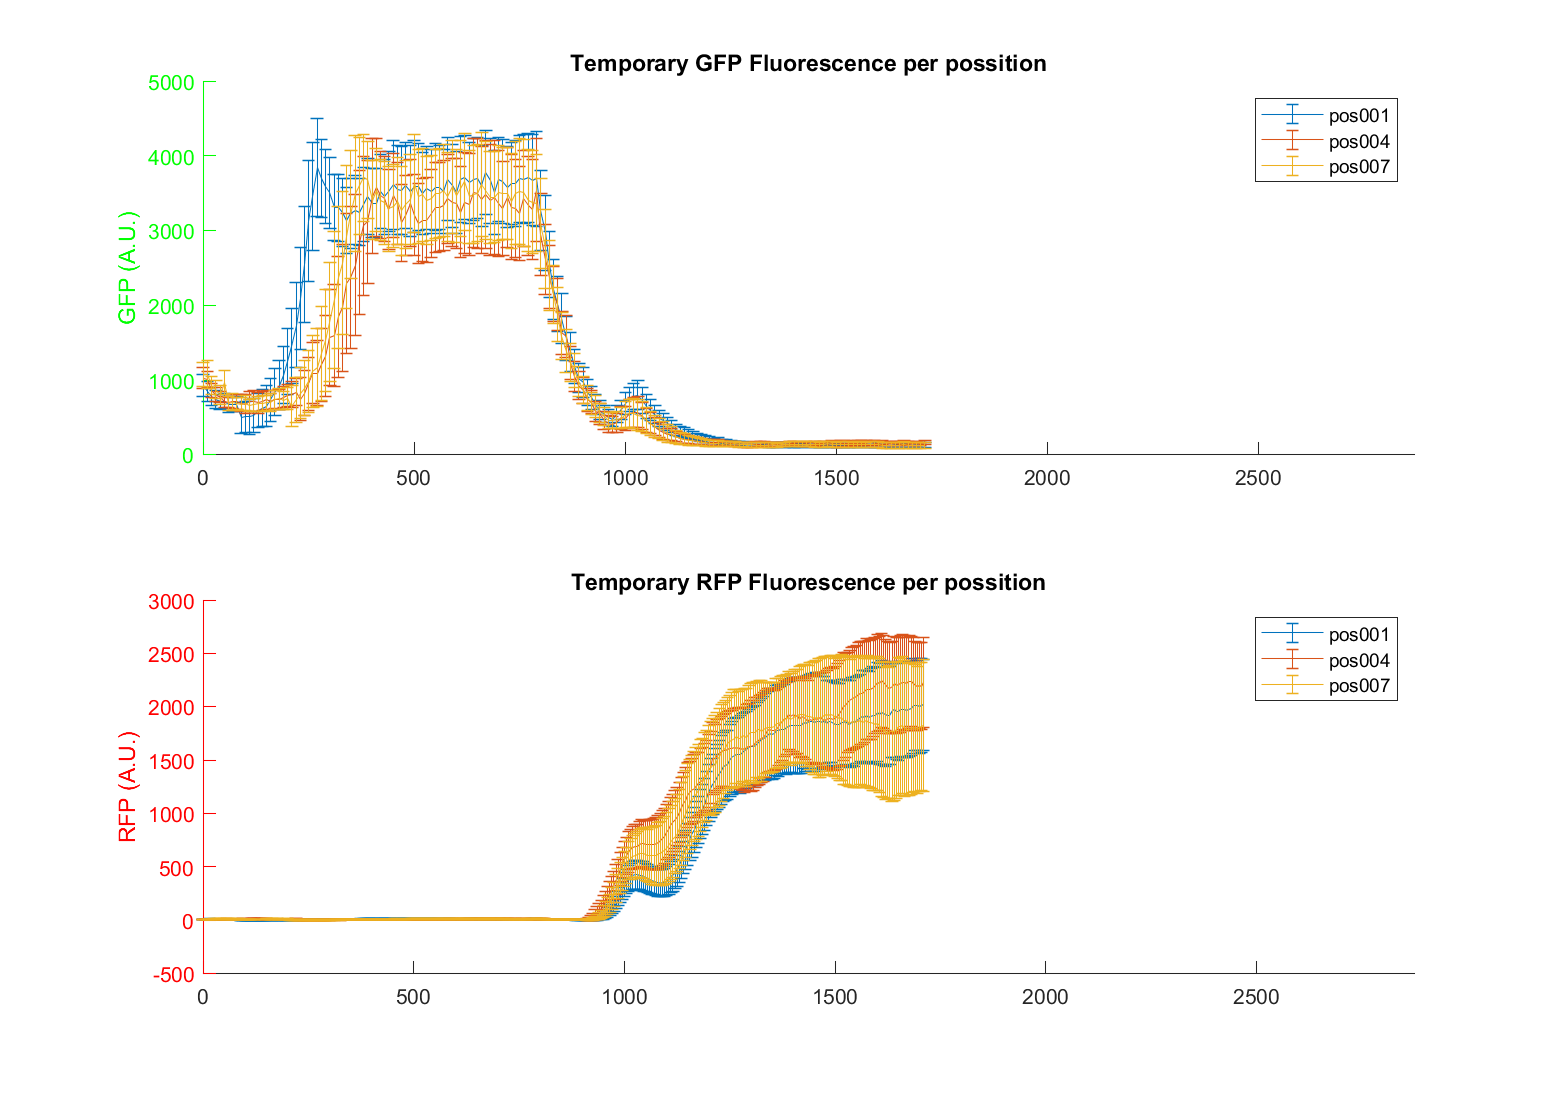 Temporary GFP Fluorescence per possition
GFP (A.U.)
5000
4000
3000
2000
1000
0
0 500 1000 1500 2000 2500
pos001
pos004
pos007
Temporary RFP Fluorescence per possition
RFP (A.U.)
3000
2500
2000
1500
1000
500
0
-500
0 500 1000 1500 2000 2500
pos001
pos004
pos007